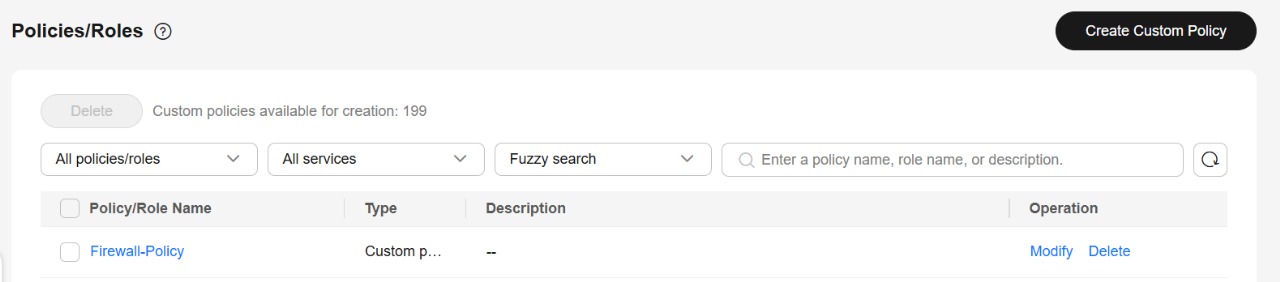 Policies/Roles ?
Create Custom Policy
Delete Custom policies available for creation: 199
All policies/roles All services Fuzzy search Enter a policy name, role name, or description.
Policy/Role Name Type Description Operation
Firewall-Policy Custom p... -- Modify Delete